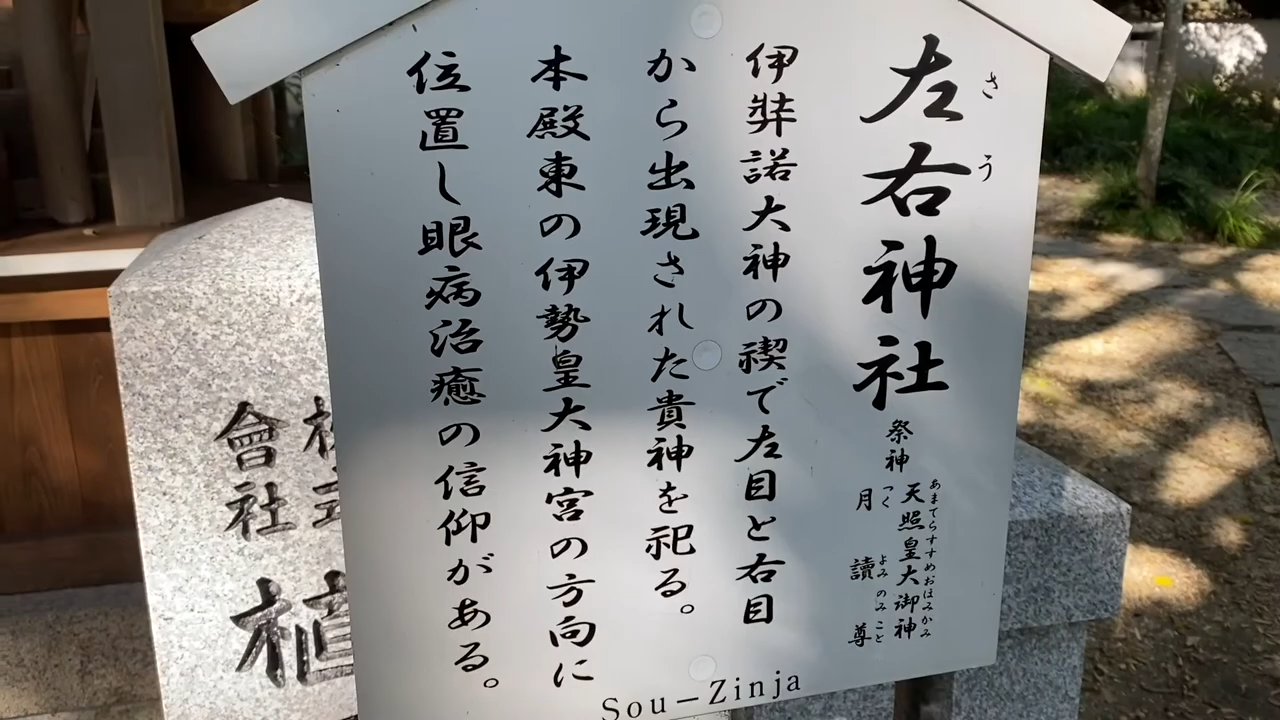 左右神社
さう
祭神
天照皇大御神
あまてらすすめおほみかみ
月讀尊
つくよみのみこと
伊弉諾大神の禊で左目と右目
から出現された貴神を祀る。
本殿東の伊勢皇大神宮の方向に
位置し眼病治癒の信仰がある。
Sou－Zinja
會社
植